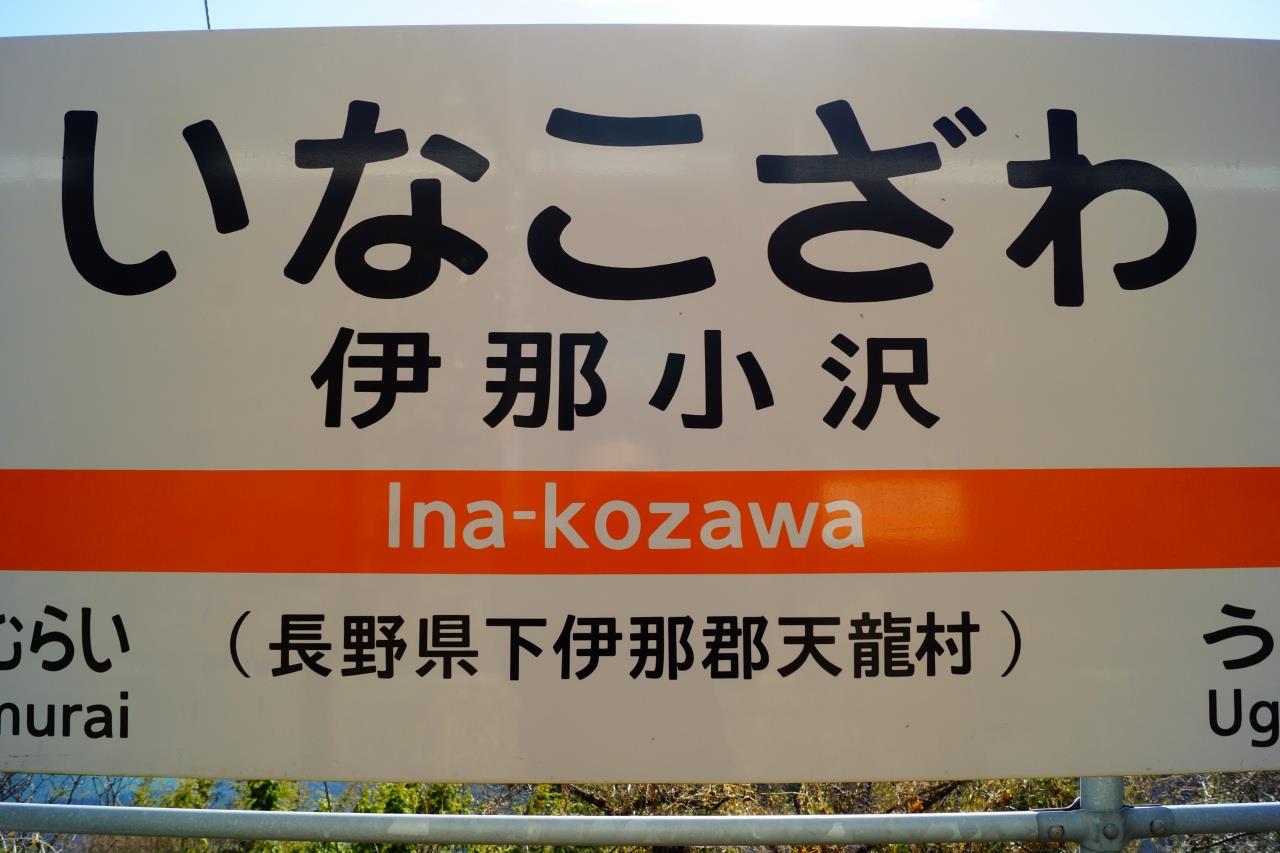 いなこざわ
伊那小沢
Ina-kozawa
むらい （長野県下伊那郡天龍村） う
murai Ug